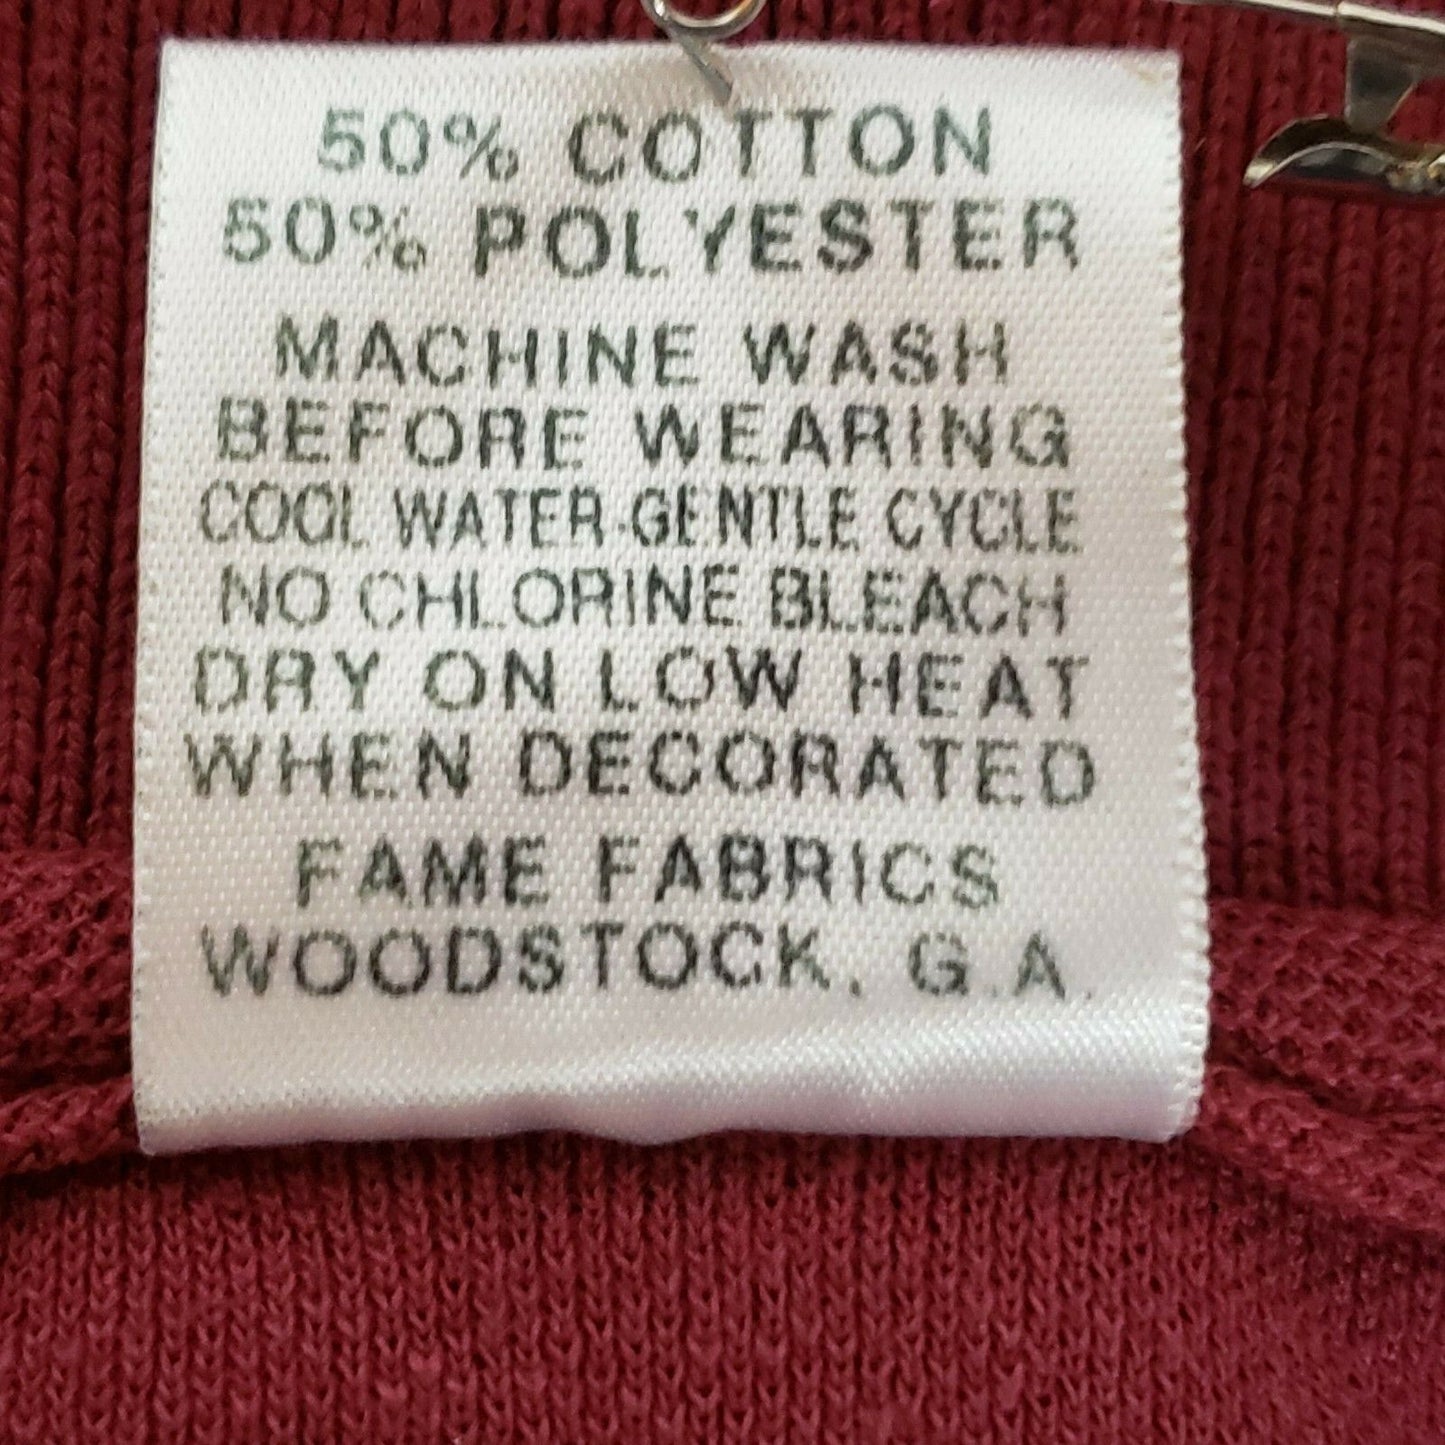 50% COTTON
50% POLYESTER
MACHINE WASH
BEFORE WEARING
COOL WATER-GENTLE CYCLE
NO CHLORINE BLEACH
DRY ON LOW HEAT
WHEN DECORATED
FAME FABRICS
WOODSTOCK, G.A.